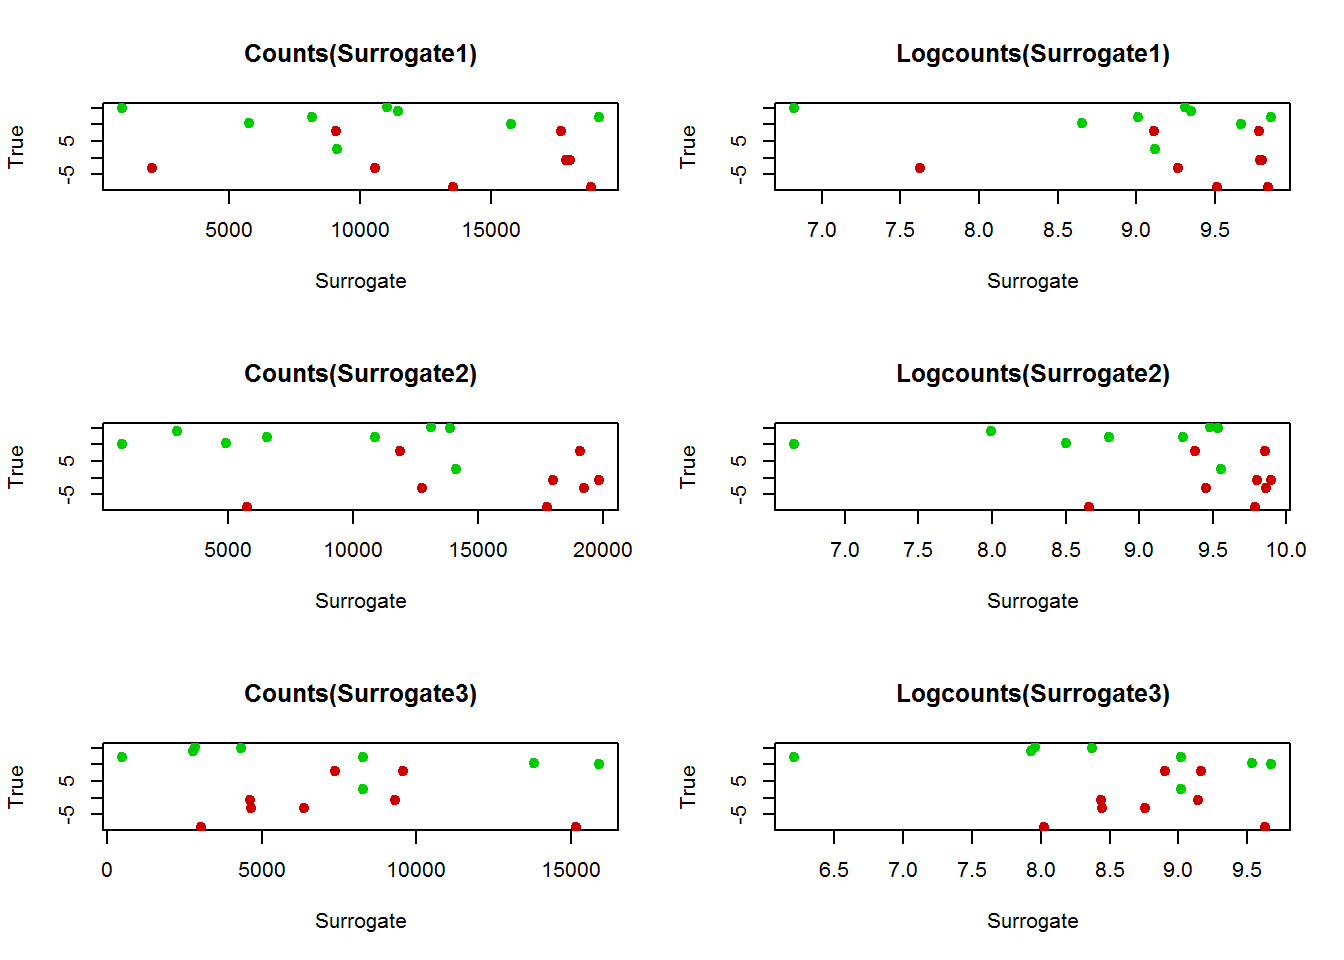 Counts(Surrogate1)
True
5
-5
5000 10000 15000
Surrogate
Logcounts(Surrogate1)
True
5
-5
7.0 7.5 8.0 8.5 9.0 9.5
Surrogate
Counts(Surrogate2)
True
5
-5
5000 10000 15000 20000
Surrogate
Logcounts(Surrogate2)
True
5
-5
7.0 7.5 8.0 8.5 9.0 9.5 10.0
Surrogate
Counts(Surrogate3)
True
5
-5
0 5000 10000 15000
Surrogate
Logcounts(Surrogate3)
True
5
-5
6.5 7.0 7.5 8.0 8.5 9.0 9.5
Surrogate